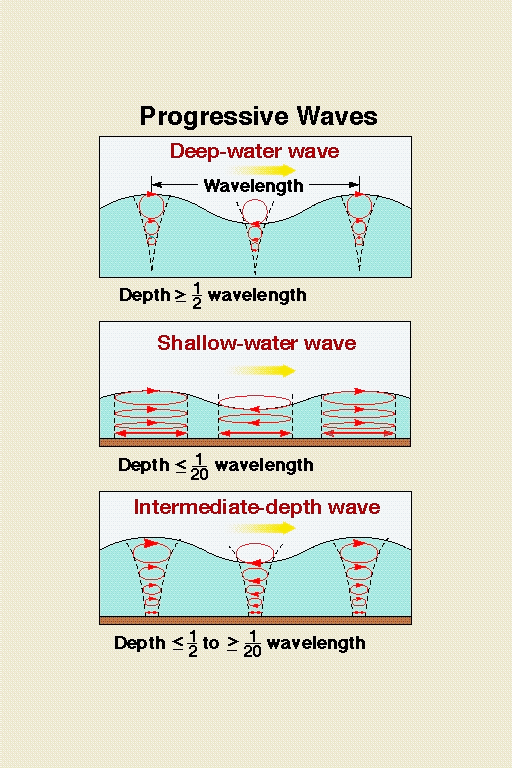 Progressive Waves
Deep-water wave
Wavelength
Depth ≥ 1/2 wavelength
Shallow-water wave
Depth ≤ 1/20 wavelength
Intermediate-depth wave
Depth ≤ 1/2 to ≥ 1/20 wavelength